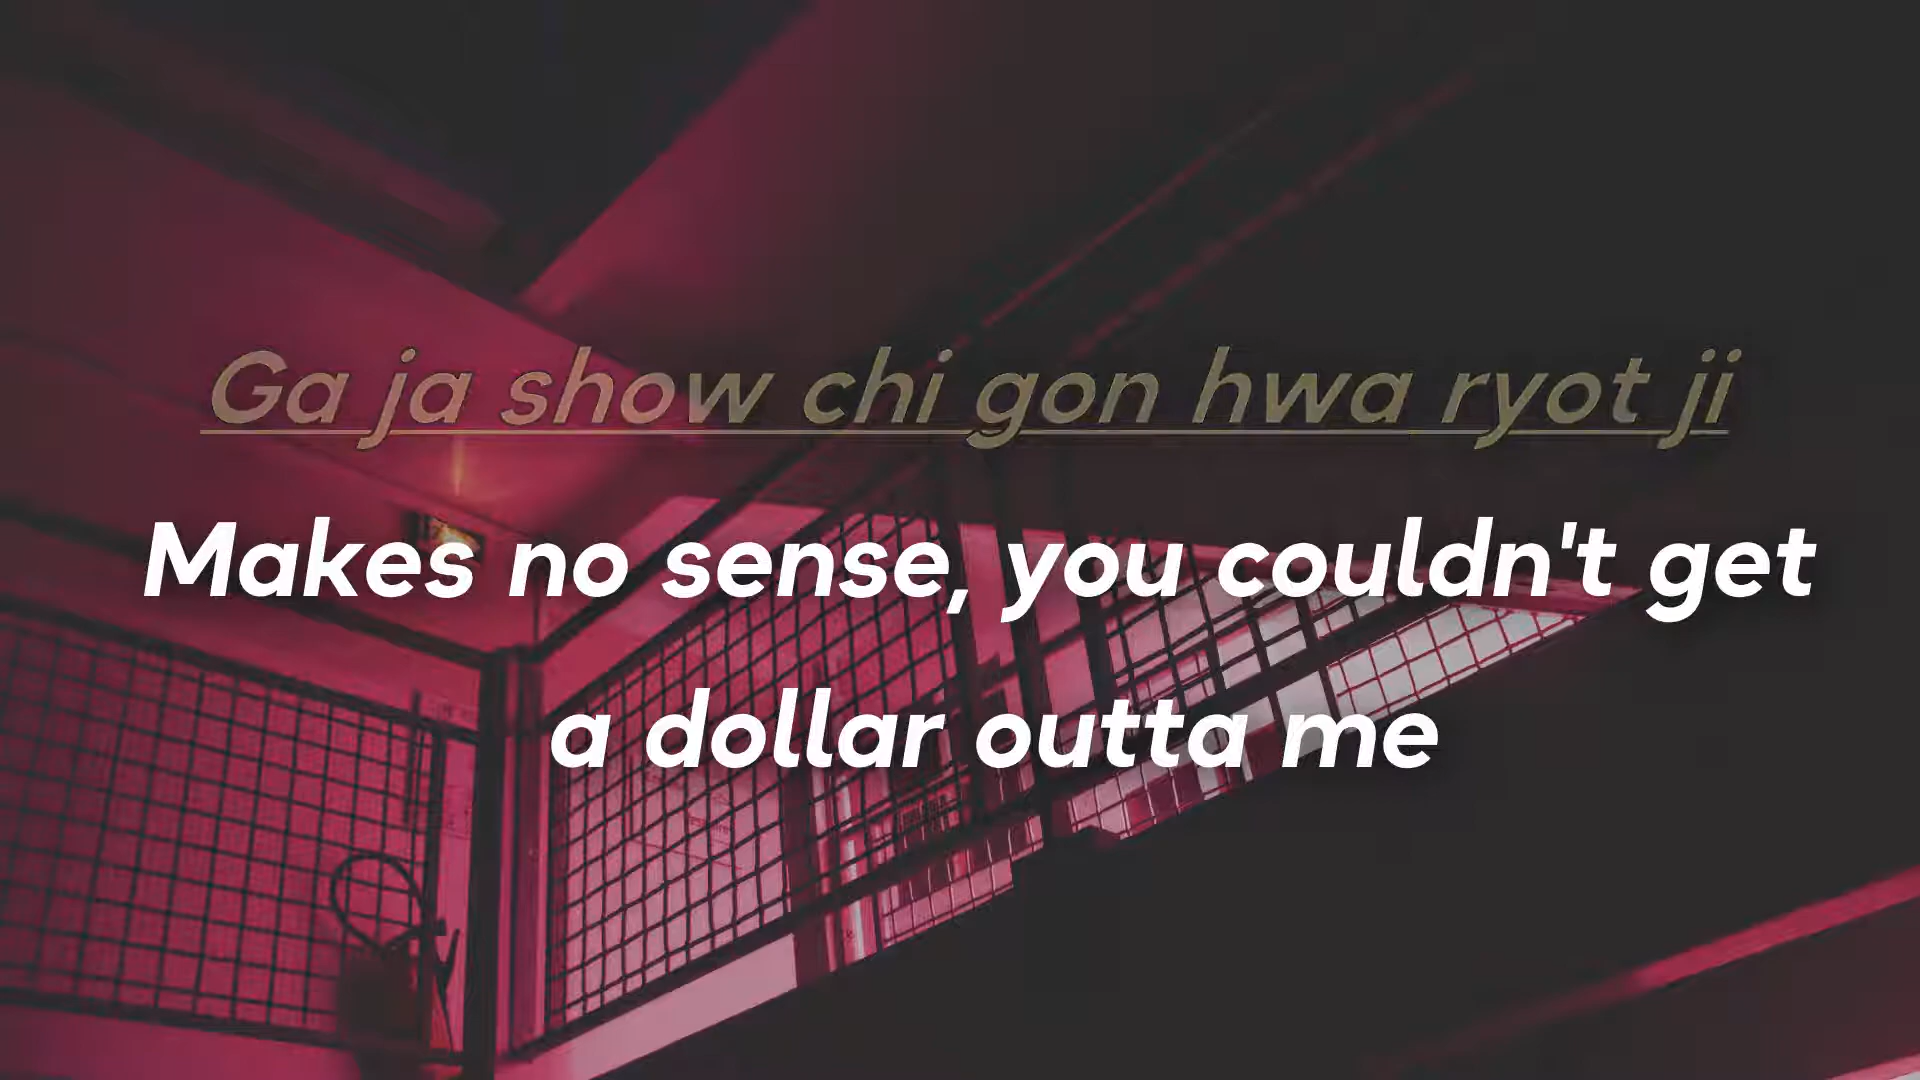 Ga ja show chi gon hwa ryot ji
Makes no sense, you couldn't get
a dollar outta me